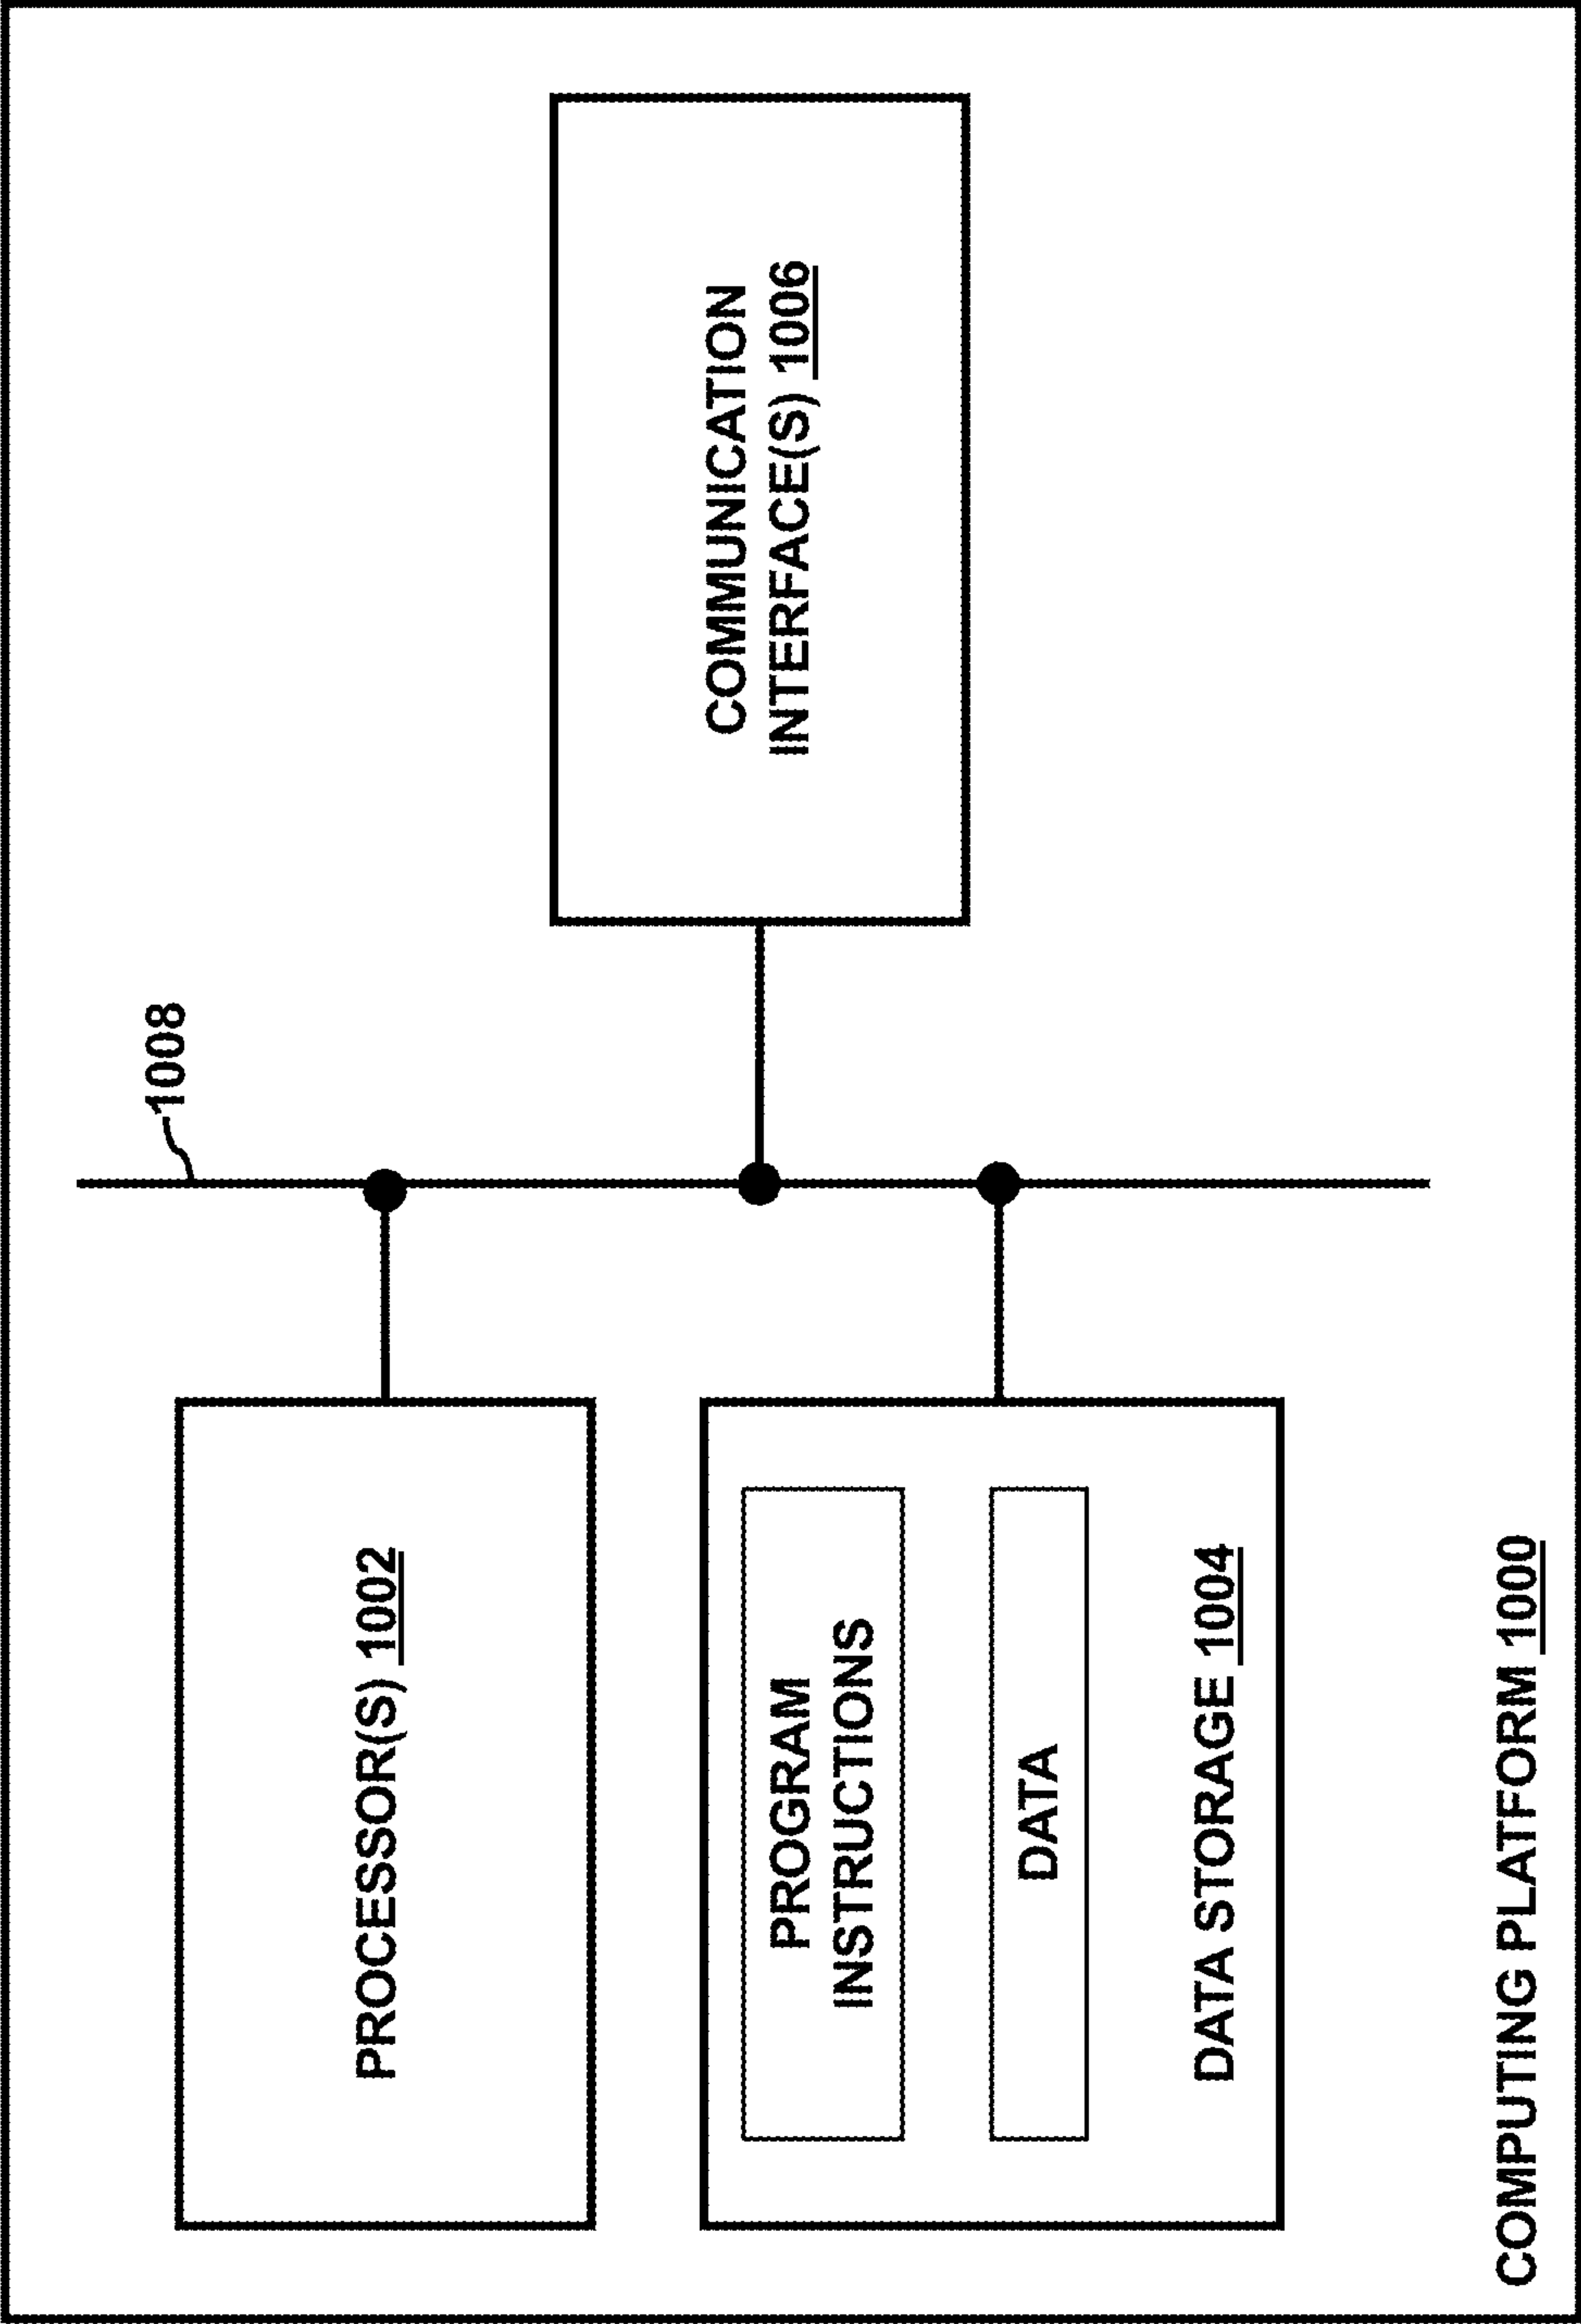 1008
PROCESSOR(S) 1002
COMMUNICATION
INTERFACE(S) 1006
PROGRAM
INSTRUCTIONS
DATA
DATA STORAGE 1004
COMPUTING PLATFORM 1000